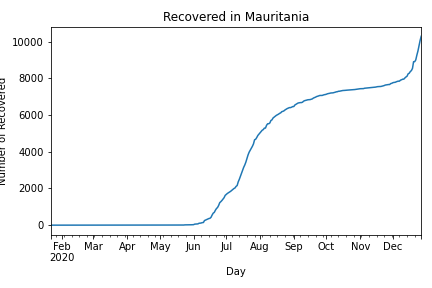 Recovered in Mauritania
Number of Recovered
10000
8000
6000
4000
2000
0
Feb Mar Apr May Jun Jul Aug Sep Oct Nov Dec
2020
Day